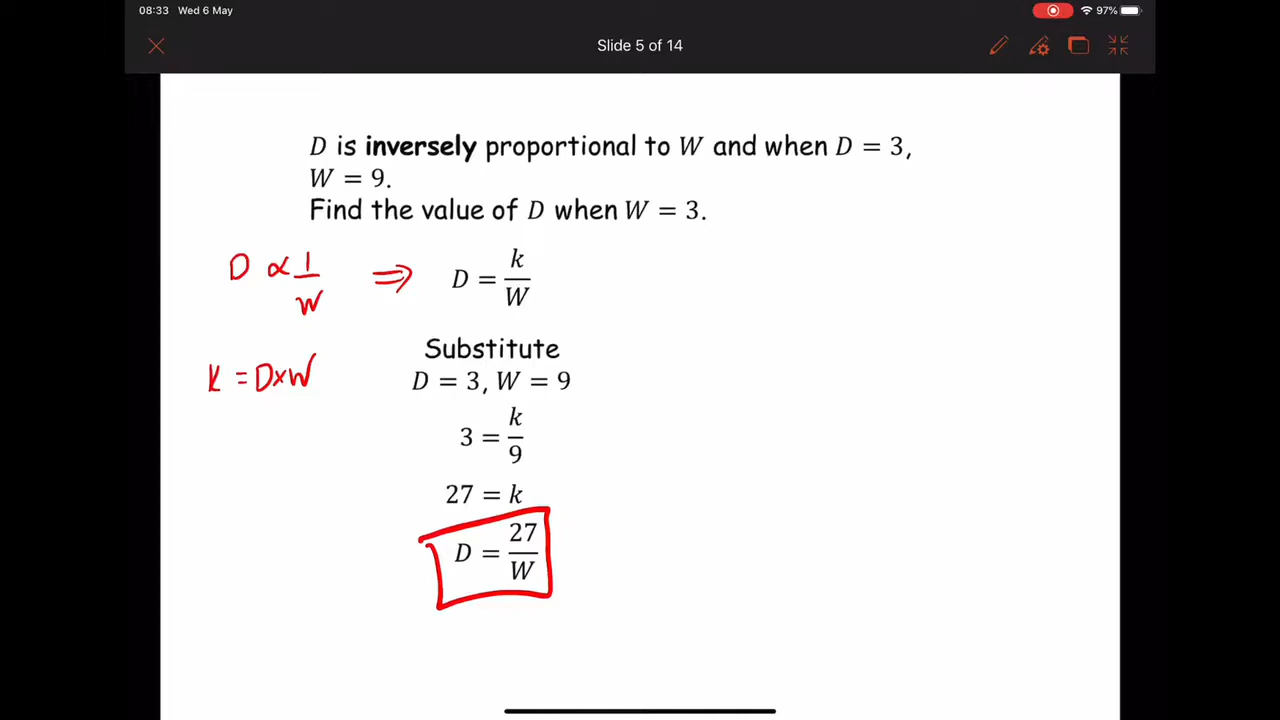 08:33 Wed 6 May 97%
Slide 5 of 14
D is inversely proportional to W and when D = 3,
W = 9.
Find the value of D when W = 3.
D ∝ 1/W ⇒ D = k/W
Substitute
K = D×W D = 3, W = 9
3 = k/9
27 = k
D = 27/W